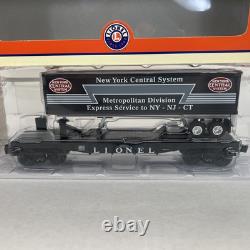 LIONEL
New York Central System
NEW YORK CENTRAL SYSTEM
NEW YORK CENTRAL SYSTEM
Metropolitan Division
Express Service to NY - NJ - CT
LIONEL